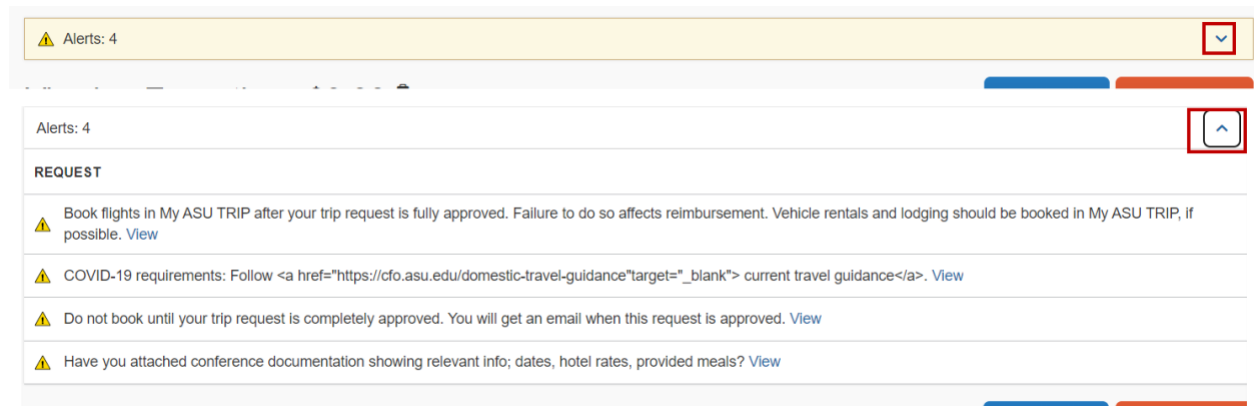 Alerts: 4
Alerts: 4
REQUEST
Book flights in My ASU TRIP after your trip request is fully approved. Failure to do so affects reimbursement. Vehicle rentals and lodging should be booked in My ASU TRIP, if
possible. View
COVID-19 requirements: Follow <a href="https://cfo.asu.edu/domestic-travel-guidance"target="_blank"> current travel guidance</a>. View
Do not book until your trip request is completely approved. You will get an email when this request is approved. View
Have you attached conference documentation showing relevant info; dates, hotel rates, provided meals? View